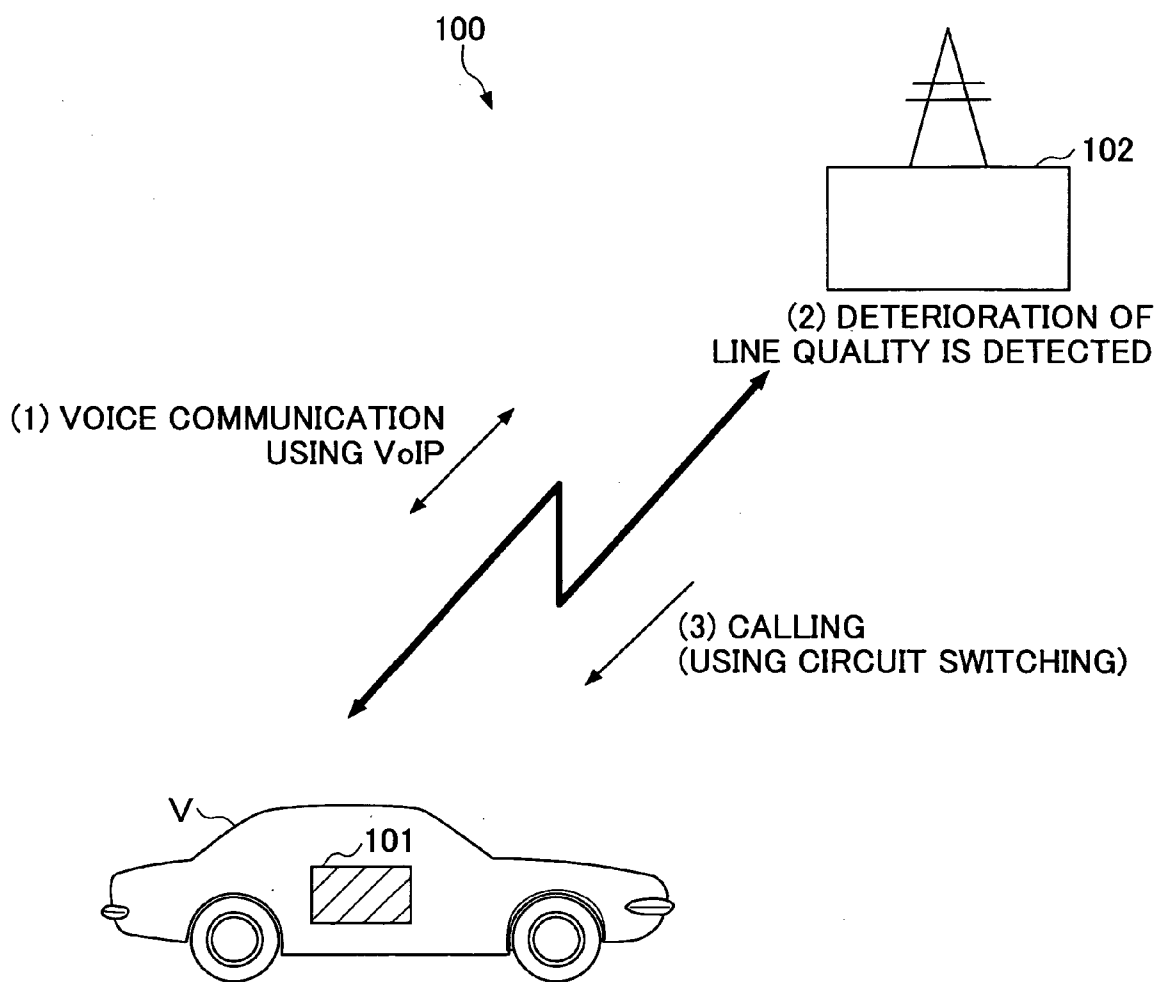 100
102
(2) DETERIORATION OF
LINE QUALITY IS DETECTED
(1) VOICE COMMUNICATION
USING VoIP
(3) CALLING
(USING CIRCUIT SWITCHING)
V
101